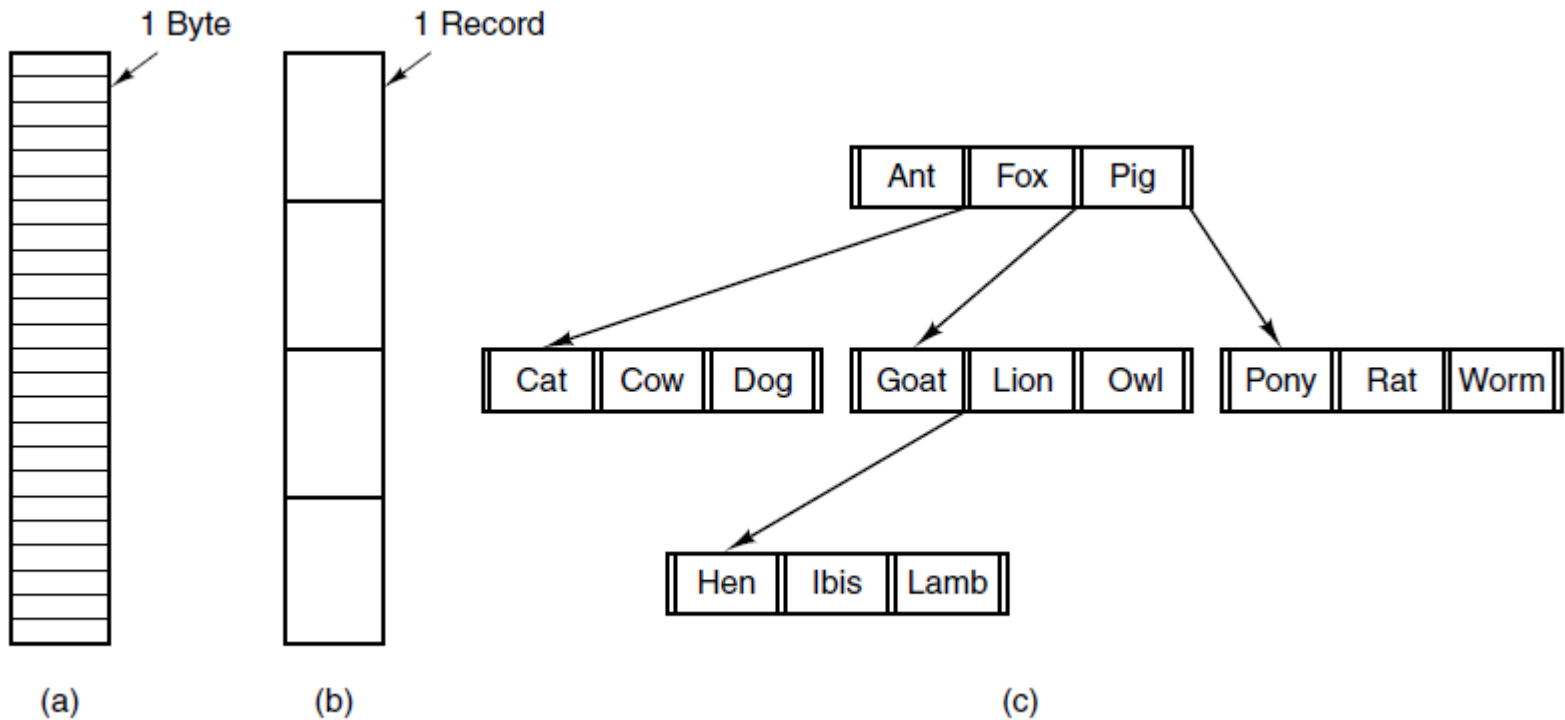 1 Byte
1 Record
Ant Fox Pig
Cat Cow Dog
Goat Lion Owl
Pony Rat Worm
Hen Ibis Lamb
(a)
(b)
(c)